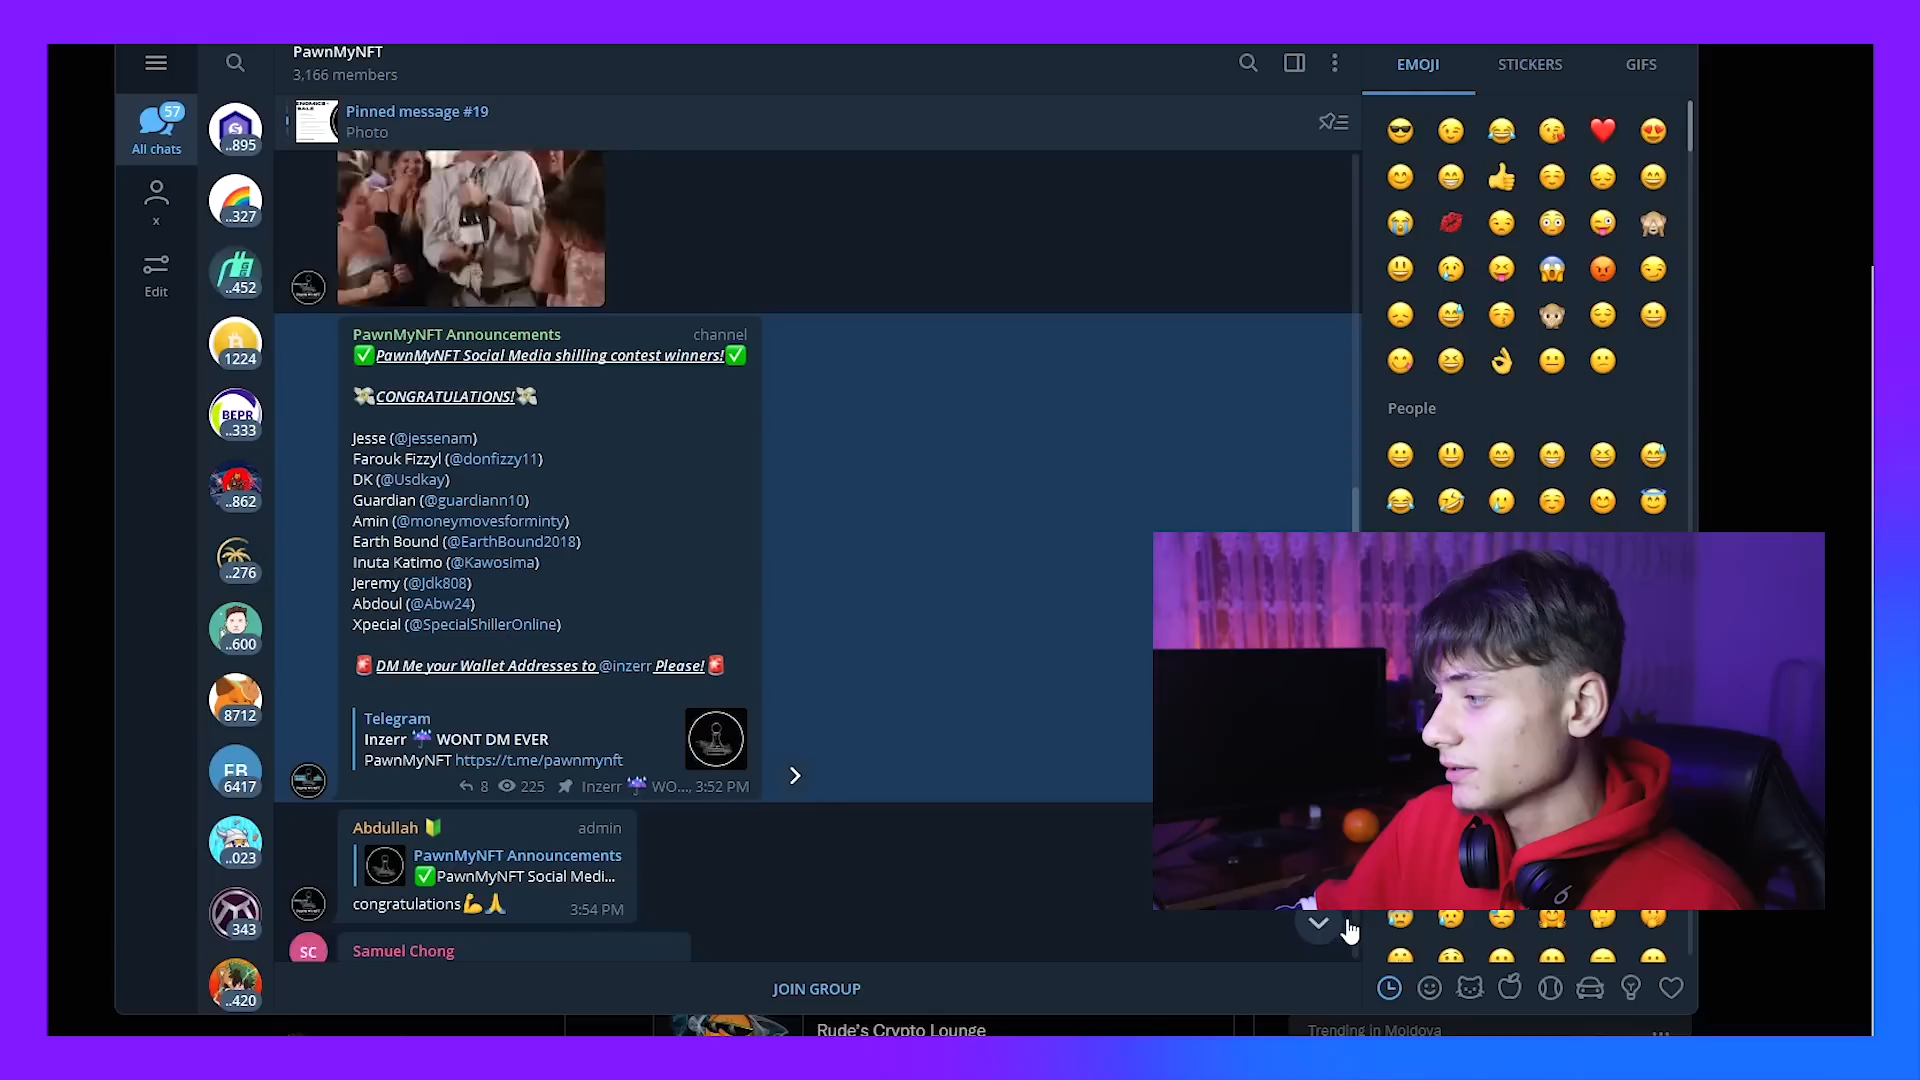 PawnMyNFT
3,166 members
EMOJI
STICKERS
GIFS
57
All chats
x
Edit
..895
..327
..452
1224
BEPR
..333
..862
..276
..600
8712
6417
..023
343
..420
Pinned message #19
Photo
PawnMyNFT Announcements channel
✅PawnMyNFT Social Media shilling contest winners!✅
💸CONGRATULATIONS!💸
Jesse (@jessenam)
Farouk Fizzyl (@donfizzy11)
DK (@Usdkay)
Guardian (@guardiann10)
Amin (@moneymovesforminty)
Earth Bound (@EarthBound2018)
Inuta Katimo (@Kawosima)
Jeremy (@Jdk808)
Abdoul (@Abw24)
Xpecial (@SpecialShillerOnline)
🚨DM Me your Wallet Addresses to @inzerr Please!🚨
Telegram
Inzerr ☔ WONT DM EVER
PawnMyNFT https://t.me/pawnmynft
8 225 Inzerr ☔ WO..., 3:52 PM
Abdullah 🔰 admin
PawnMyNFT Announcements
✅PawnMyNFT Social Medi...
congratulations💪🙏 3:54 PM
SC
Samuel Chong
JOIN GROUP
People
Rude's Crypto Lounge
Trending in Moldova